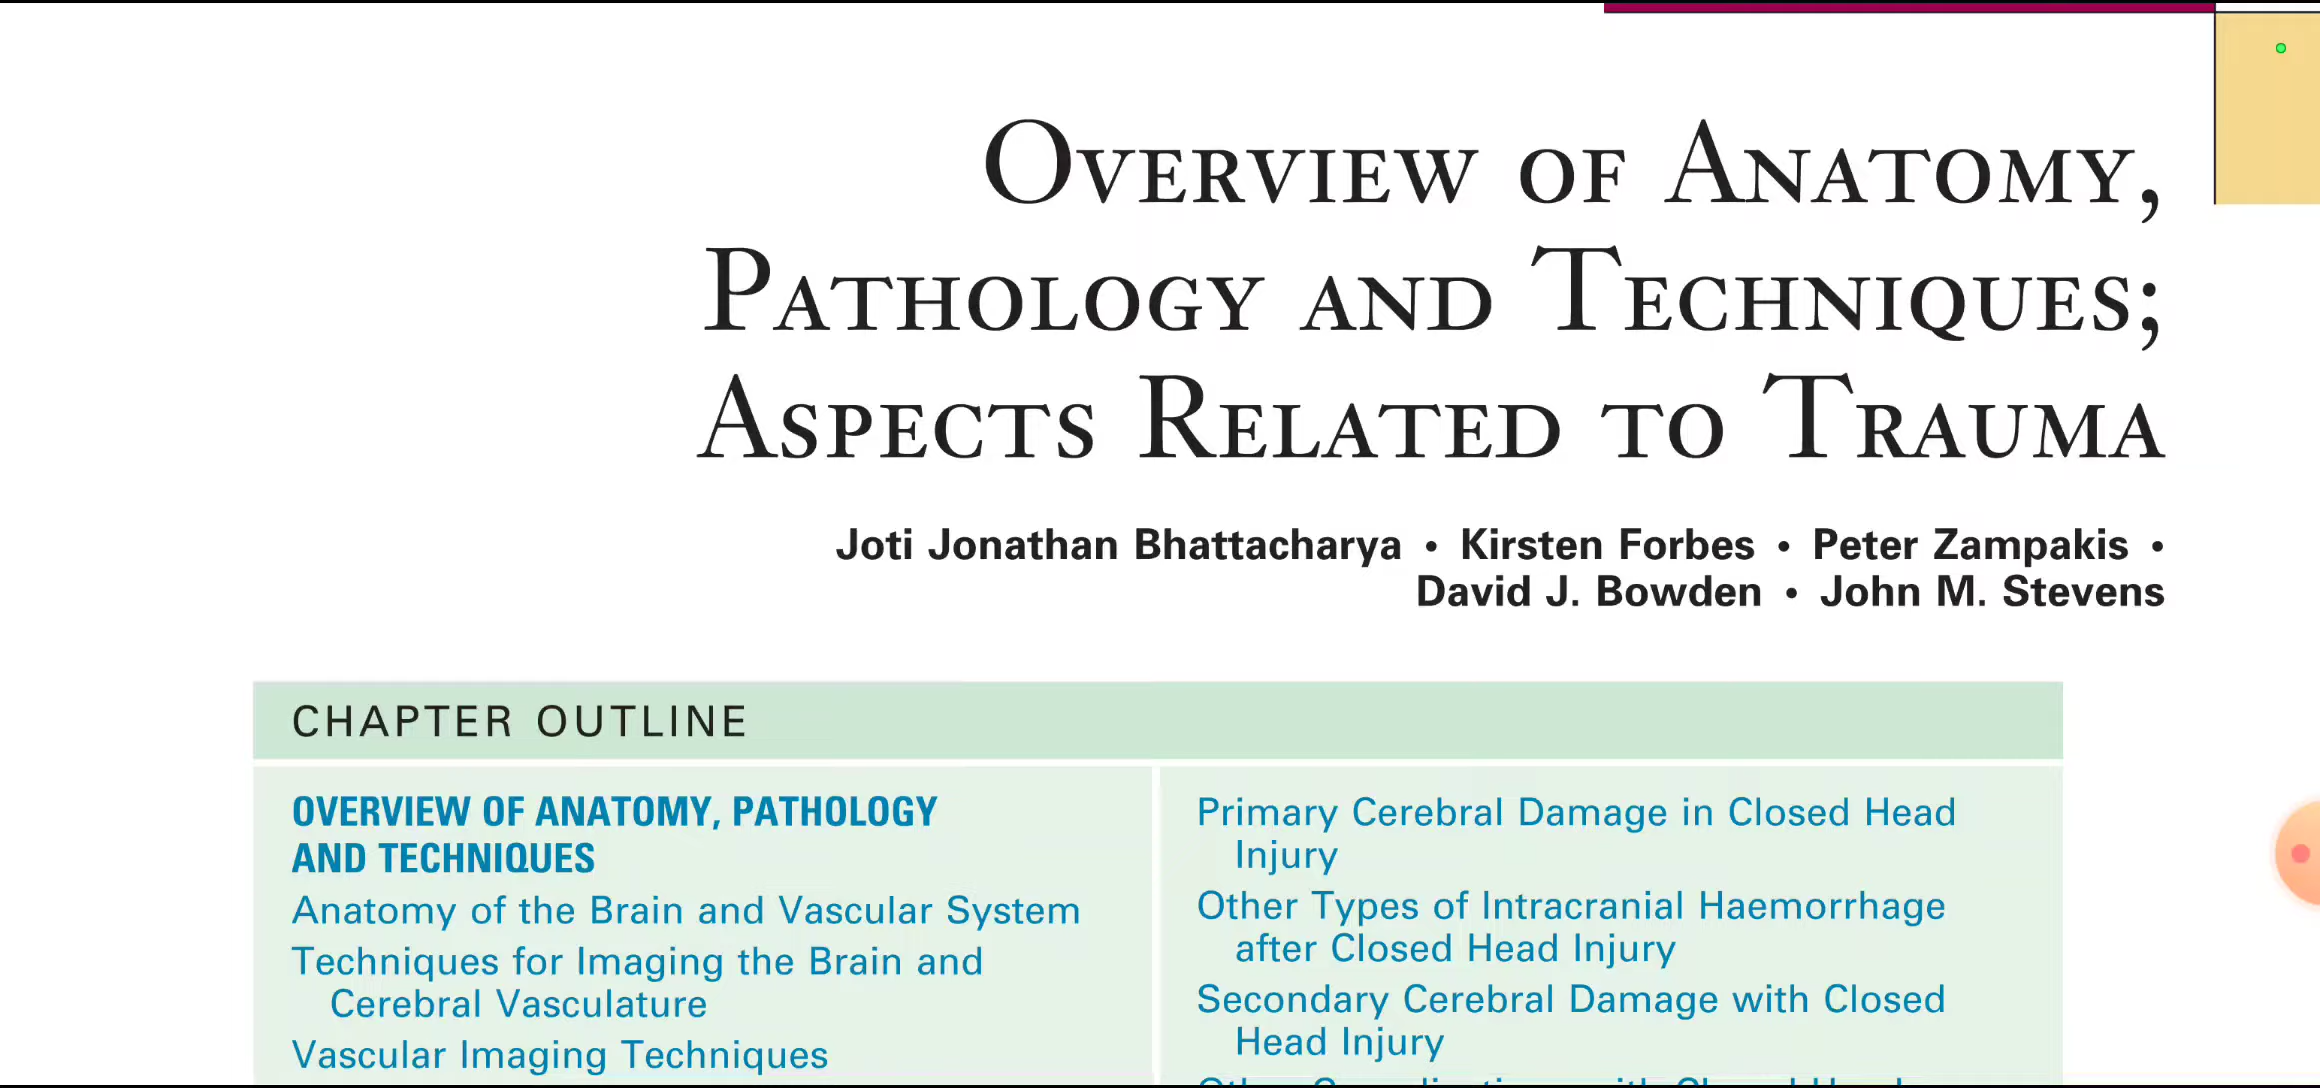 OVERVIEW OF ANATOMY,
PATHOLOGY AND TECHNIQUES;
ASPECTS RELATED TO TRAUMA
Joti Jonathan Bhattacharya • Kirsten Forbes • Peter Zampakis •
David J. Bowden • John M. Stevens
CHAPTER OUTLINE
OVERVIEW OF ANATOMY, PATHOLOGY
AND TECHNIQUES
Anatomy of the Brain and Vascular System
Techniques for Imaging the Brain and
Cerebral Vasculature
Vascular Imaging Techniques
Primary Cerebral Damage in Closed Head
Injury
Other Types of Intracranial Haemorrhage
after Closed Head Injury
Secondary Cerebral Damage with Closed
Head Injury